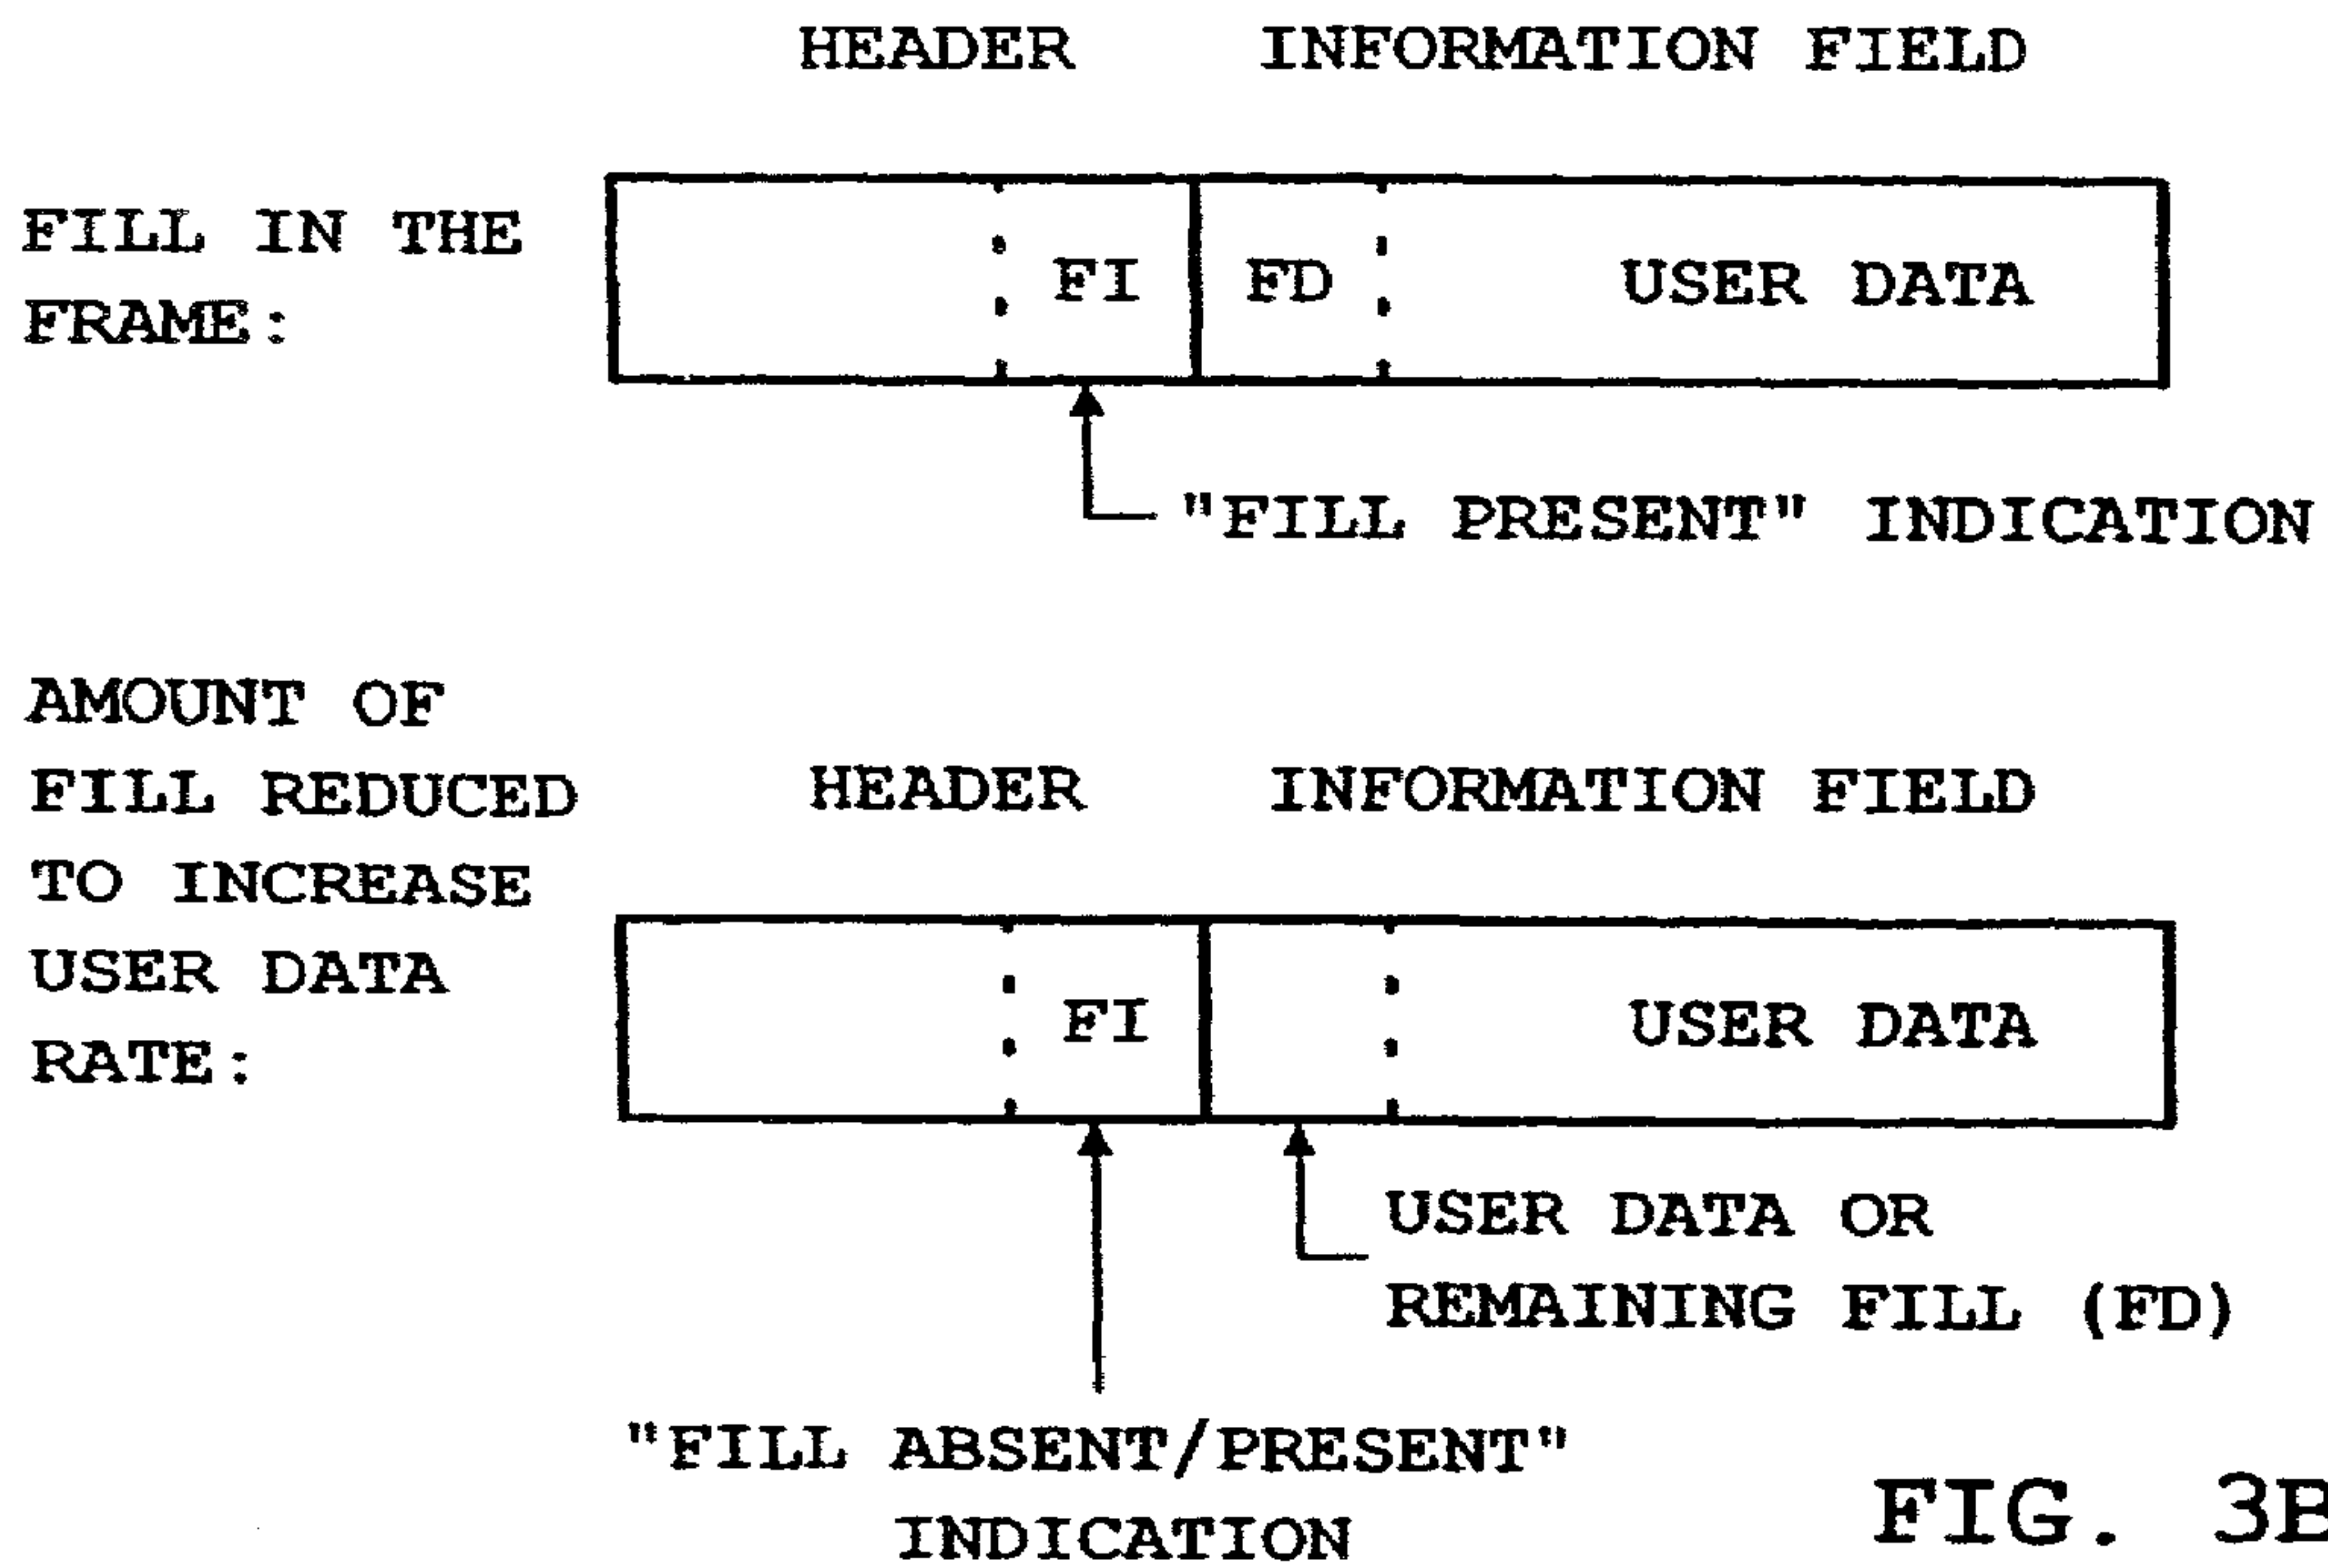 HEADER INFORMATION FIELD
FILL IN THE
FRAME:
FI FD USER DATA
"FILL PRESENT" INDICATION
AMOUNT OF
FILL REDUCED
TO INCREASE
USER DATA
RATE:
HEADER INFORMATION FIELD
FI USER DATA
USER DATA OR
REMAINING FILL (FD)
"FILL ABSENT/PRESENT"
INDICATION
FIG. 3B